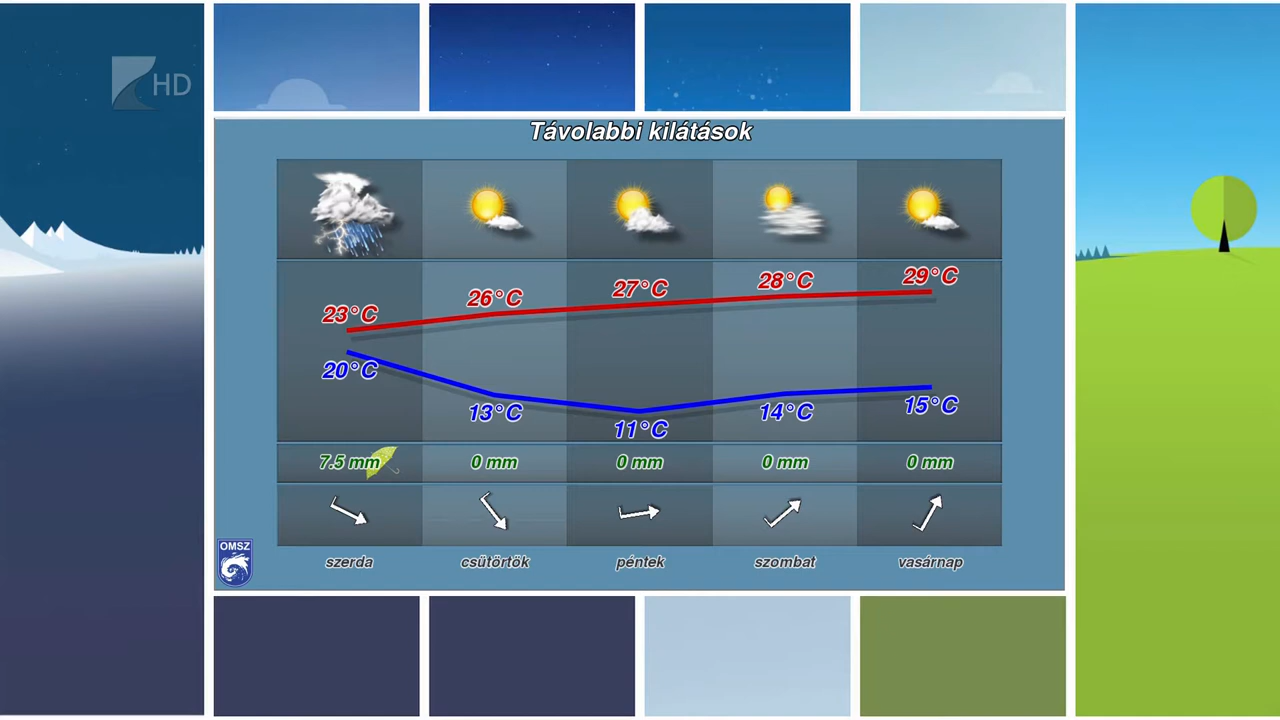 HD
Távolabbi kilátások
23°C 26°C 27°C 28°C 29°C
20°C 13°C 11°C 14°C 15°C
7.5 mm 0 mm 0 mm 0 mm 0 mm
OMSZ
szerda csütörtök péntek szombat vasárnap